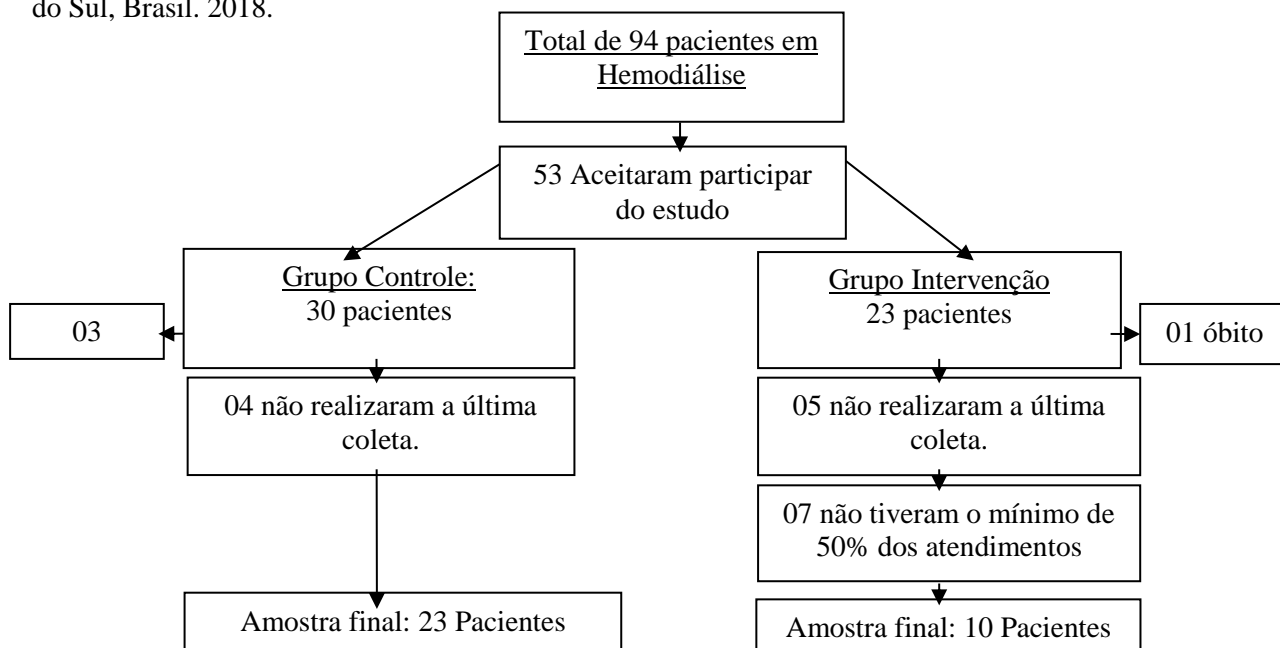 do Sul, Brasil. 2018.
Total de 94 pacientes em
Hemodiálise
53 Aceitaram participar
do estudo
Grupo Controle:
30 pacientes
Grupo Intervenção
23 pacientes
03
01 óbito
04 não realizaram a última
coleta.
05 não realizaram a última
coleta.
07 não tiveram o mínimo de
50% dos atendimentos
Amostra final: 23 Pacientes
Amostra final: 10 Pacientes